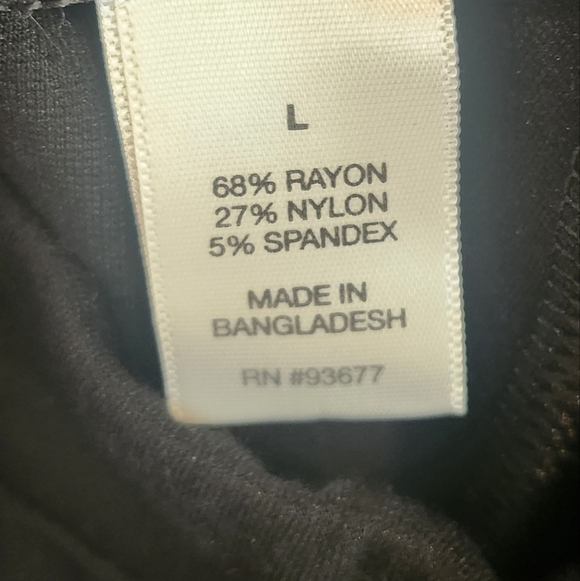 L
68% RAYON
27% NYLON
5% SPANDEX
MADE IN
BANGLADESH
RN #93677